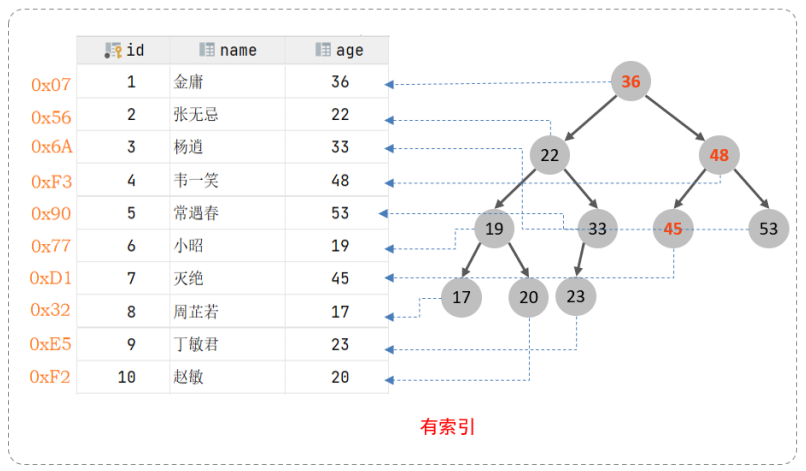 id name age
0x07 1 金庸 36
0x56 2 张无忌 22
0x6A 3 杨逍 33
0xF3 4 韦一笑 48
0x90 5 常遇春 53
0x77 6 小昭 19
0xD1 7 灭绝 45
0x32 8 周芷若 17
0xE5 9 丁敏君 23
0xF2 10 赵敏 20
36
22 48
19 33 45 53
17 20 23
有索引